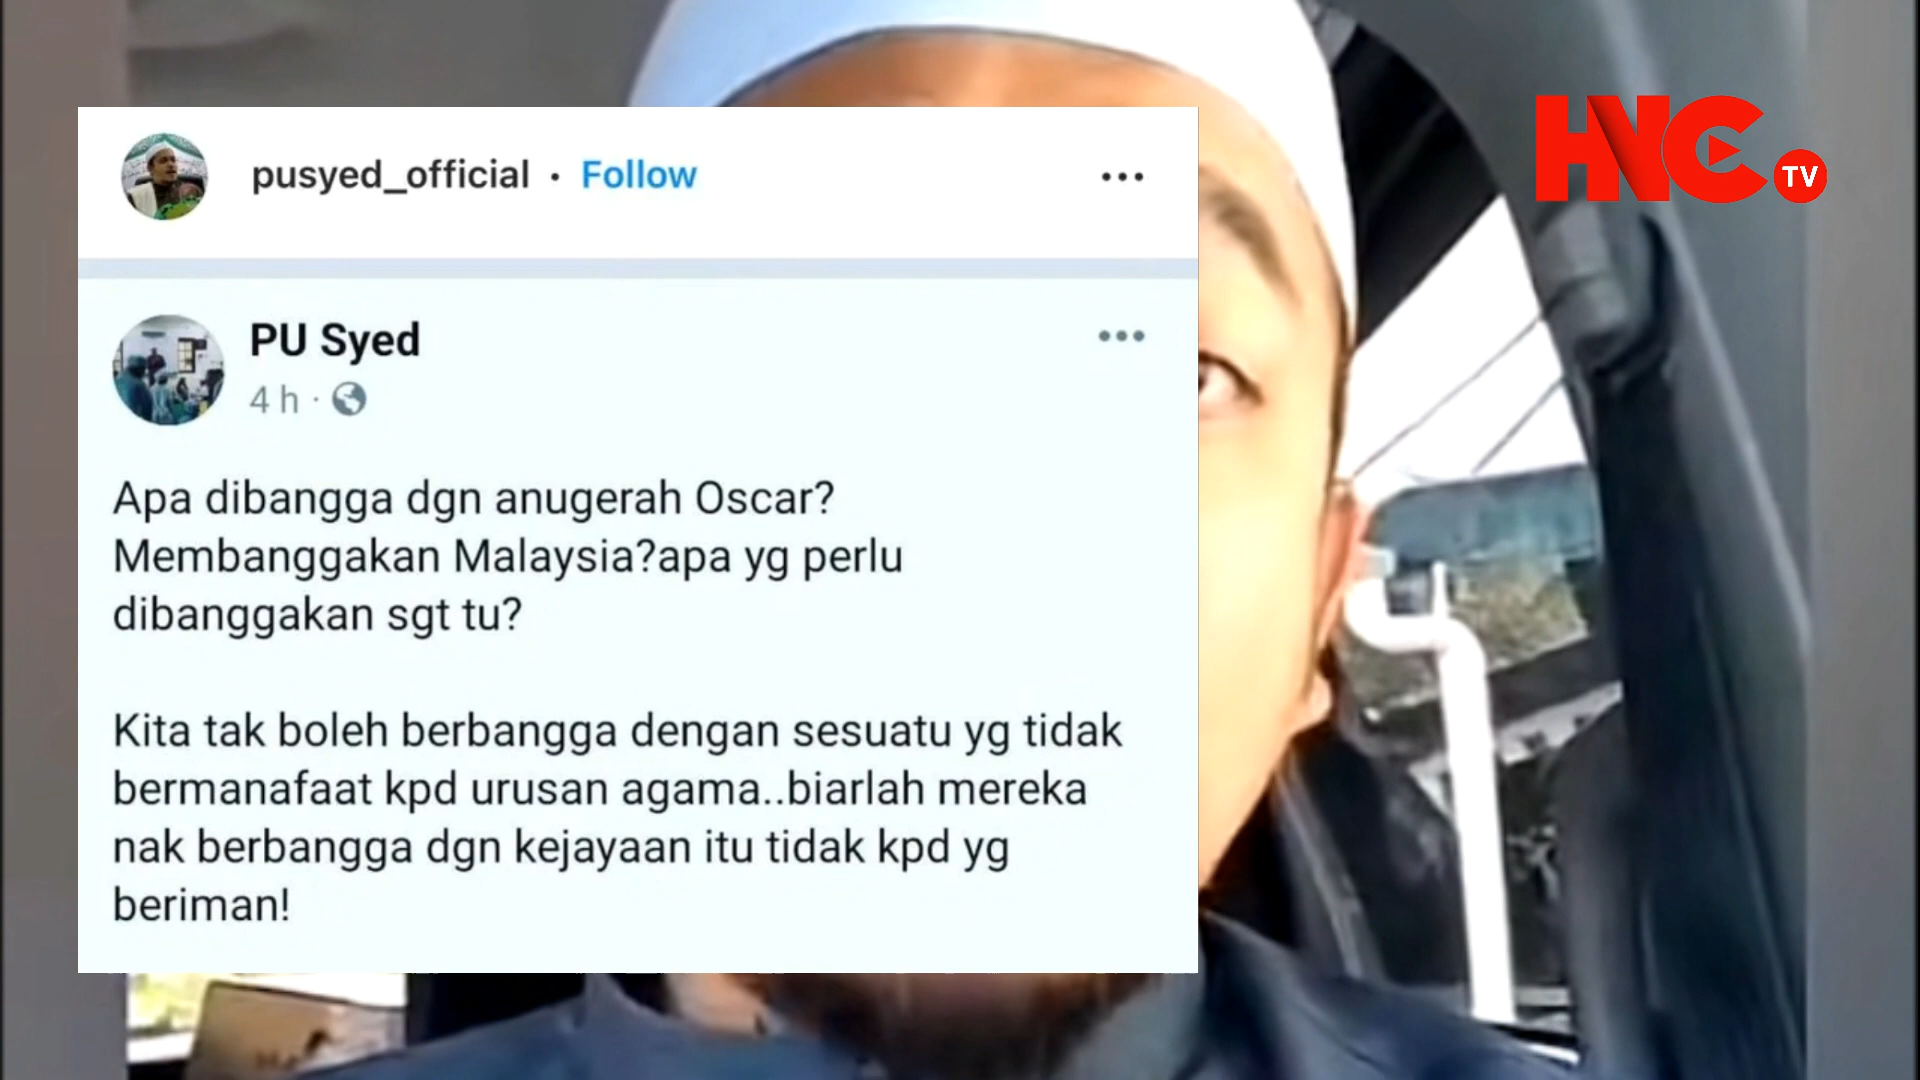 HNC TV
pusyed_official • Follow
PU Syed
4 h ·
Apa dibangga dgn anugerah Oscar?
Membanggakan Malaysia?apa yg perlu
dibanggakan sgt tu?
Kita tak boleh berbangga dengan sesuatu yg tidak
bermanafaat kpd urusan agama..biarlah mereka
nak berbangga dgn kejayaan itu tidak kpd yg
beriman!